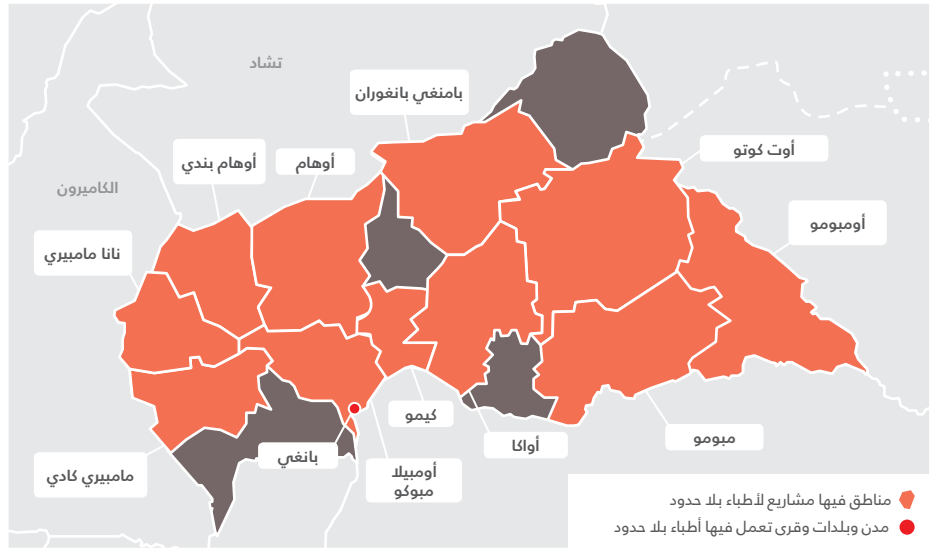 تشاد
بامنغي بانغوران
أوت كوتو
أوهام
أوهام بندي
الكاميرون
أومبومو
نانا مامبيري
كيمو
مبومو
أواكا
بانغي
أومبيلا
مبوكو
مامبيري كادي
مناطق فيها مشاريع لأطباء بلا حدود
مدن وبلدات وقرى تعمل فيها أطباء بلا حدود